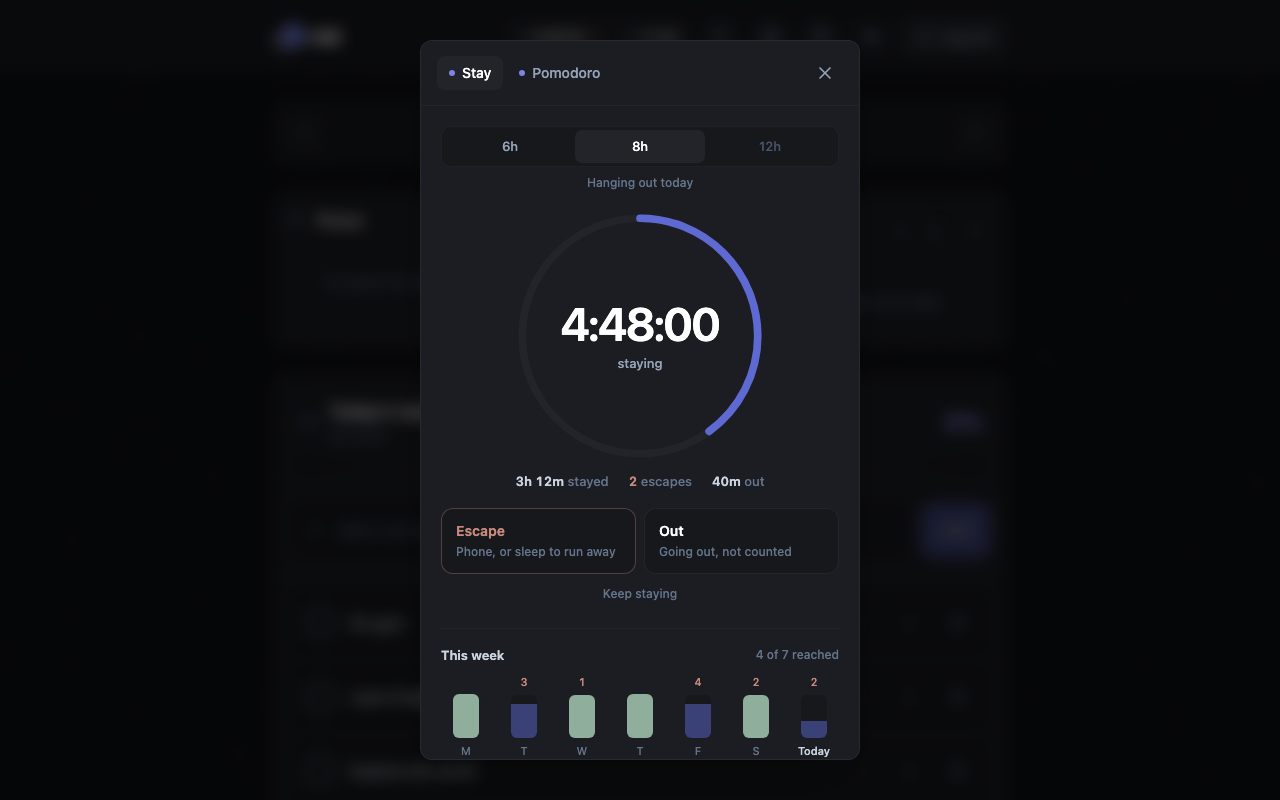 Stay Pomodoro
6h 8h 12h
Hanging out today
4:48:00
staying
3h 12m stayed 2 escapes 40m out
Escape
Phone, or sleep to run away
Out
Going out, not counted
Keep staying
This week 4 of 7 reached
3 1 4 2 2
M T W T F S Today